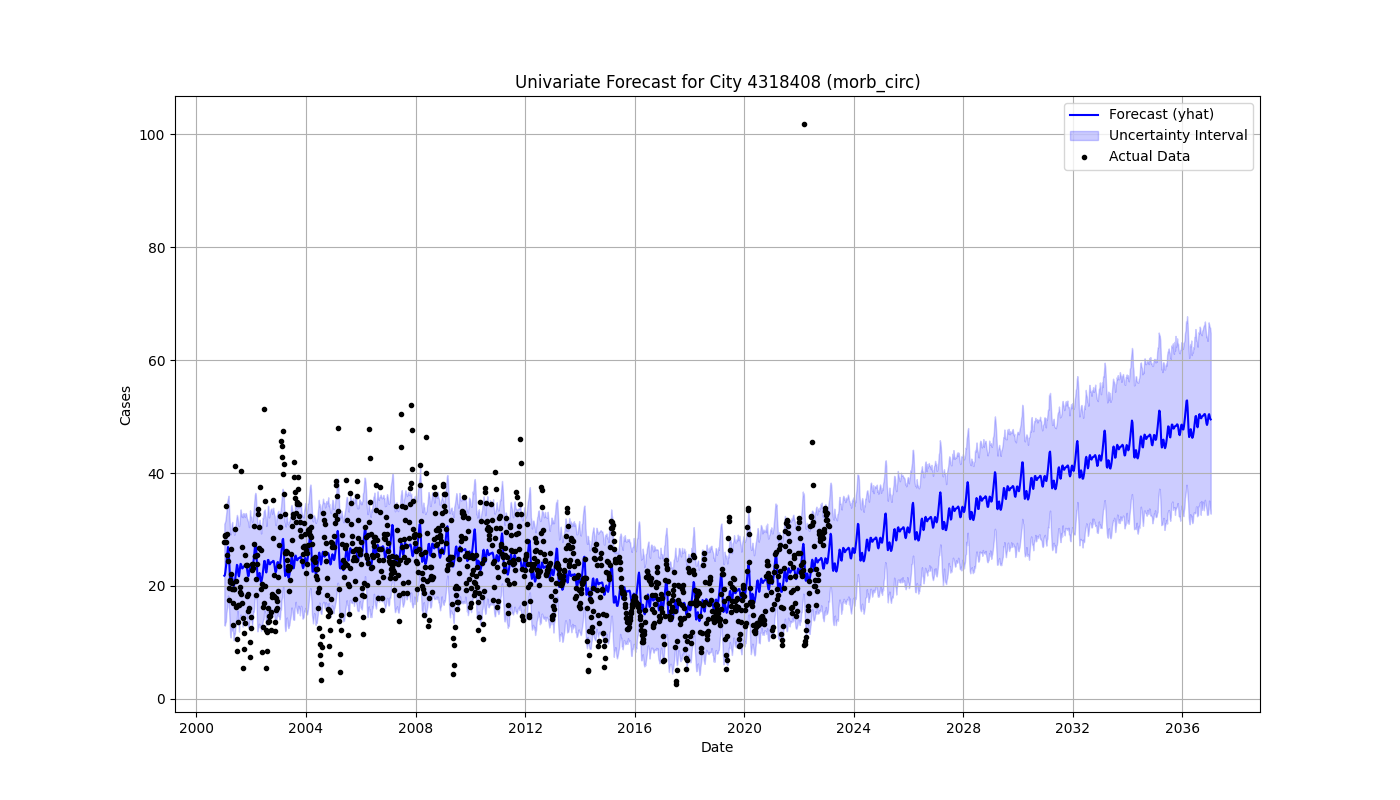 Univariate Forecast for City 4318408 (morb_circ)
Forecast (yhat)
Uncertainty Interval
Actual Data
Cases
100
80
60
40
20
0
2000 2004 2008 2012 2016 2020 2024 2028 2032 2036
Date